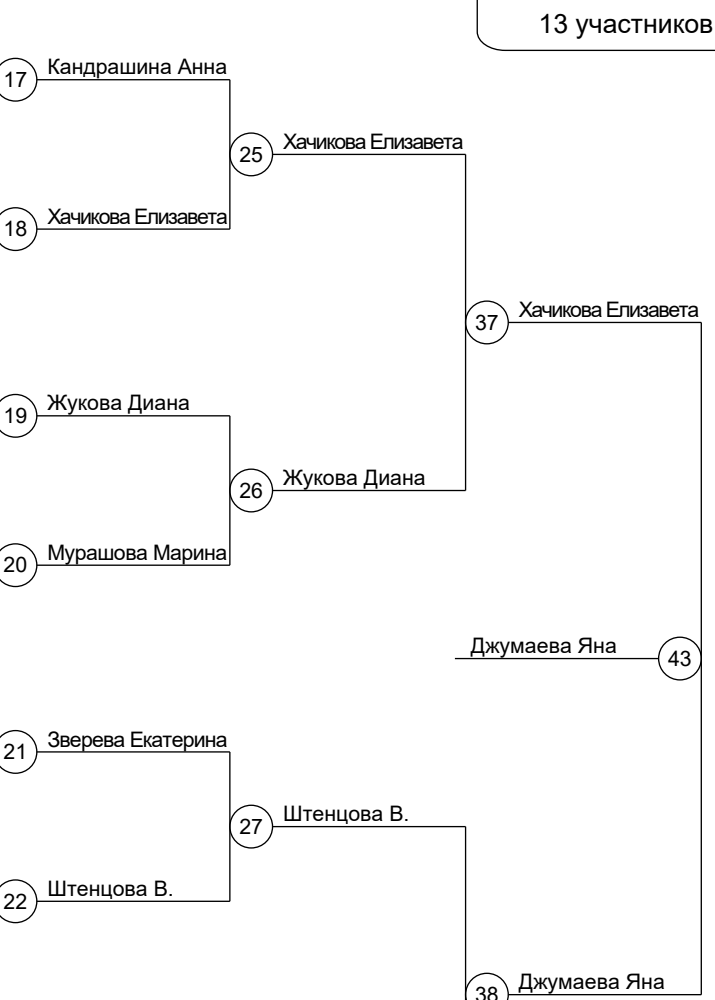 13 участников
17 Кандрашина Анна
25 Хачикова Елизавета
18 Хачикова Елизавета
37 Хачикова Елизавета
19 Жукова Диана
26 Жукова Диана
20 Мурашова Марина
Джумаева Яна 43
21 Зверева Екатерина
27 Штенцова В.
22 Штенцова В.
38 Джумаева Яна